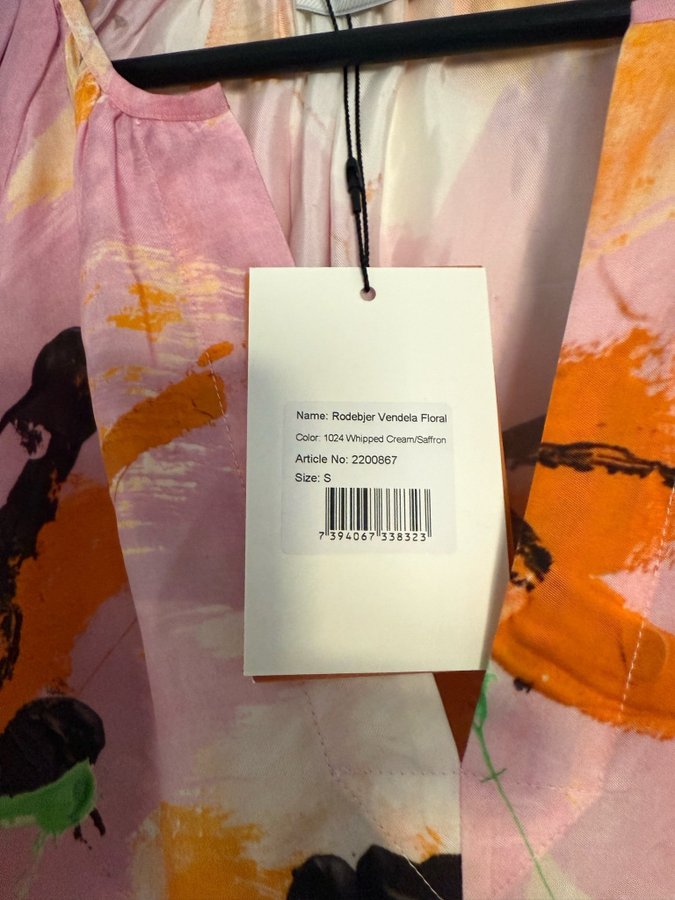 Name: Rodebjer Vendela Floral
Color: 1024 Whipped Cream/Saffron
Article No: 2200867
Size: S
7 394067 338323